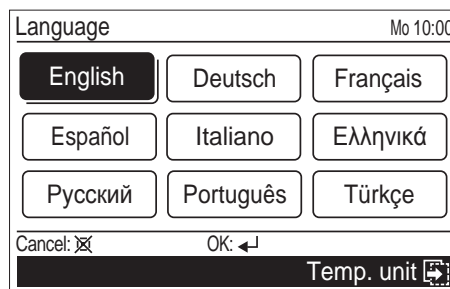 Language Mo 10:00
English Deutsch Français
Español Italiano Ελληνικά
Русский Português Türkçe
Cancel: OK:
Temp. unit